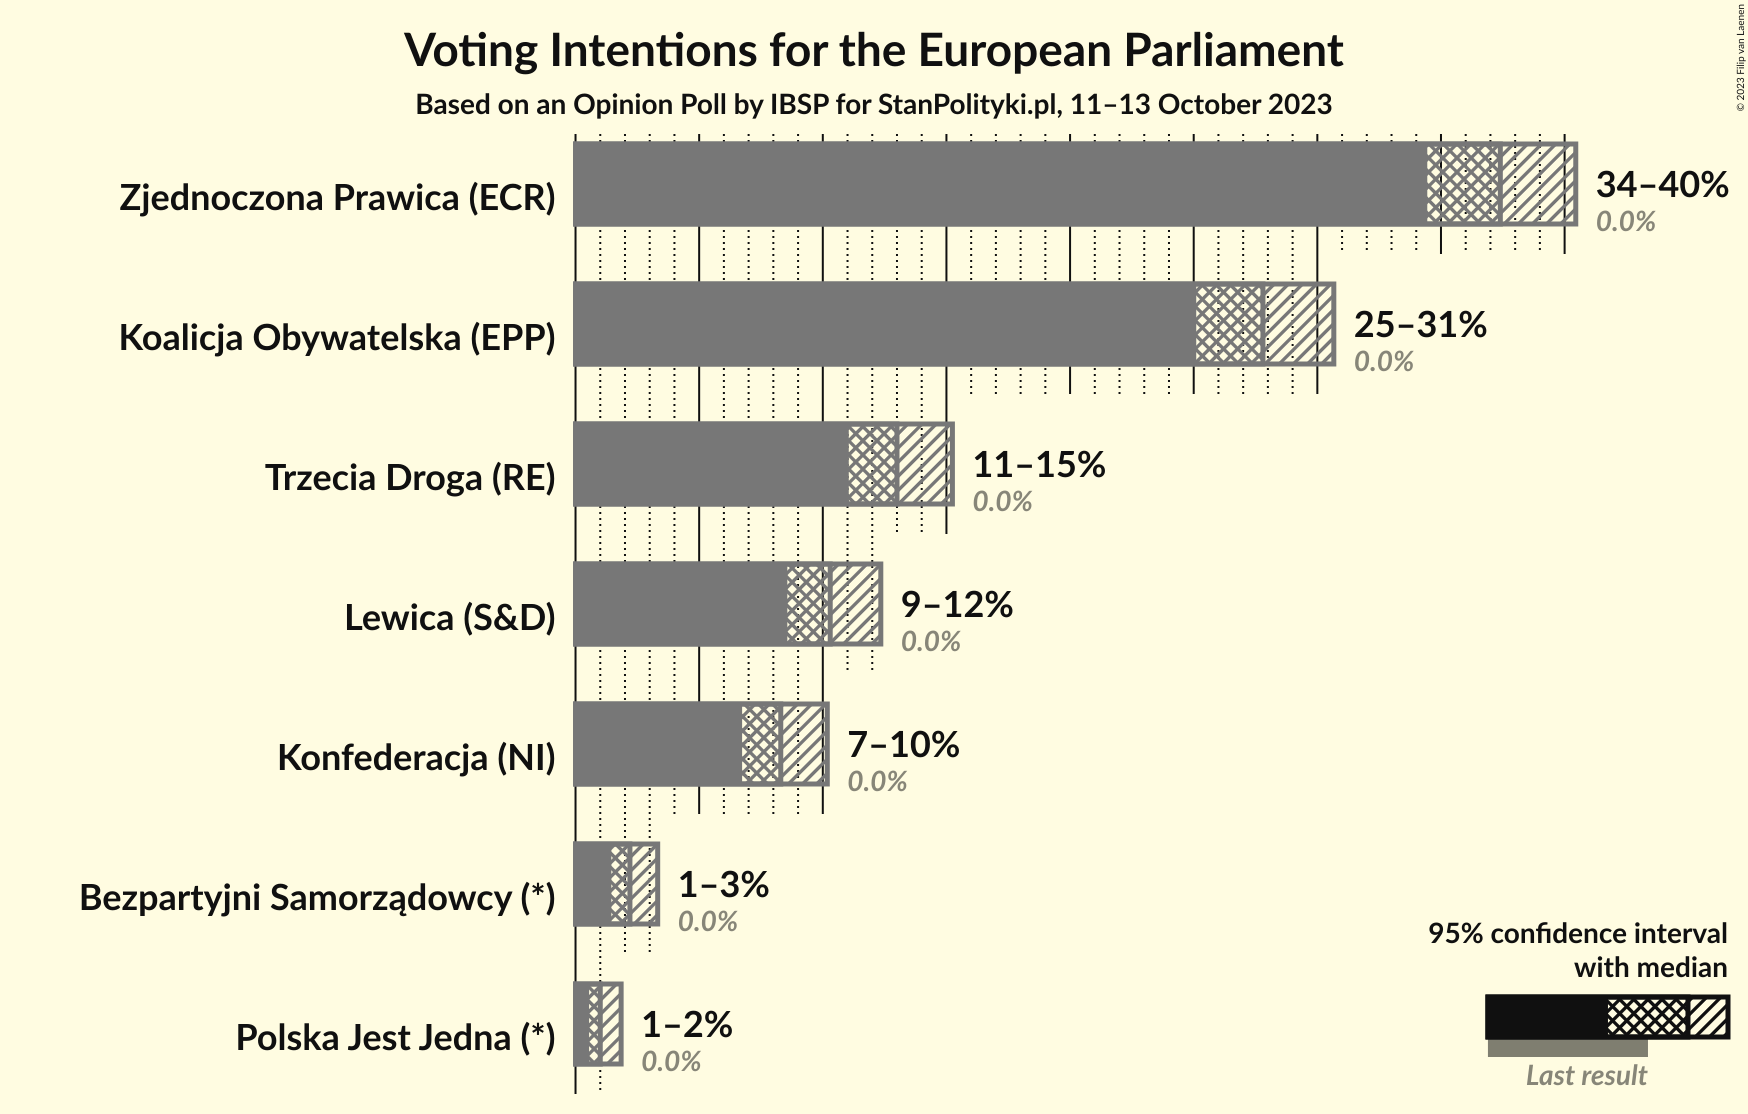 Voting Intentions for the European Parliament
Based on an Opinion Poll by IBSP for StanPolityki.pl, 11–13 October 2023
© 2023 Filip van Laenen
Zjednoczona Prawica (ECR)
34–40%
0.0%
Koalicja Obywatelska (EPP)
25–31%
0.0%
Trzecia Droga (RE)
11–15%
0.0%
Lewica (S&D)
9–12%
0.0%
Konfederacja (NI)
7–10%
0.0%
Bezpartyjni Samorządowcy (*)
1–3%
0.0%
Polska Jest Jedna (*)
1–2%
0.0%
95% confidence interval
with median
Last result